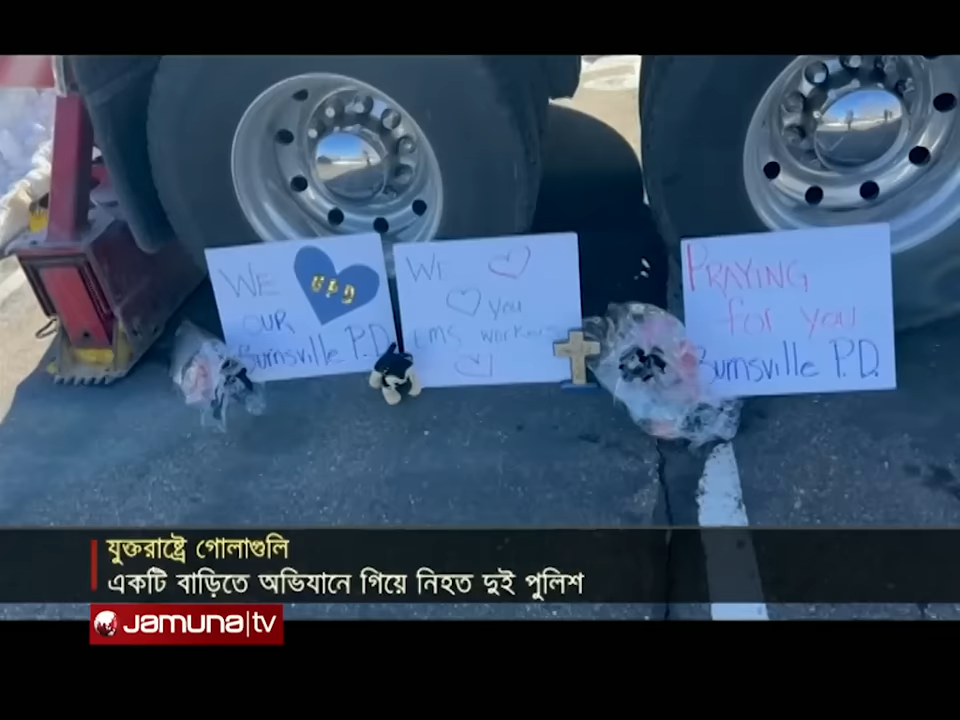 WE
BPD
OUR
Burnsville P.D.
WE
You
EMS workers
PRAYING
for you
Burnsville P.D.
যুক্তরাষ্ট্রে গোলাগুলি
একটি বাড়িতে অভিযানে গিয়ে নিহত দুই পুলিশ
Jamuna|tv